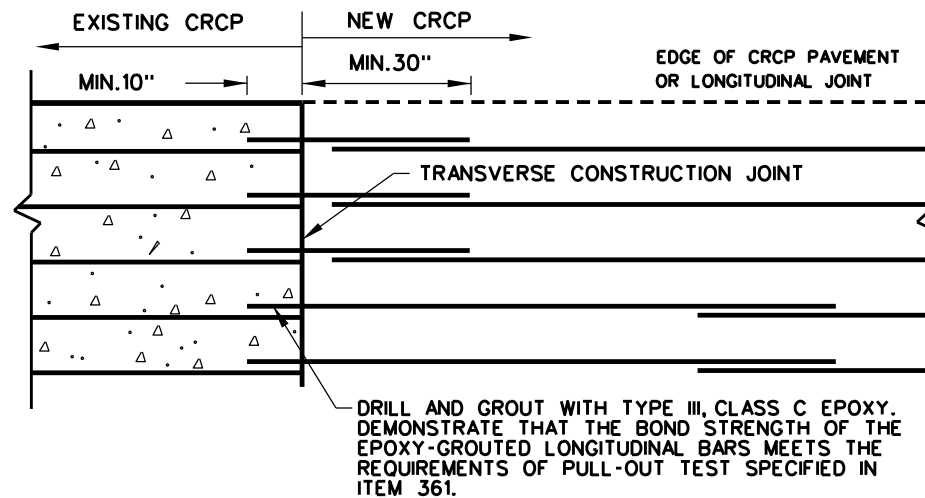 EXISTING CRCP
NEW CRCP
MIN.10"
MIN.30"
EDGE OF CRCP PAVEMENT
OR LONGITUDINAL JOINT
TRANSVERSE CONSTRUCTION JOINT
DRILL AND GROUT WITH TYPE III, CLASS C EPOXY.
DEMONSTRATE THAT THE BOND STRENGTH OF THE
EPOXY-GROUTED LONGITUDINAL BARS MEETS THE
REQUIREMENTS OF PULL-OUT TEST SPECIFIED IN
ITEM 361.